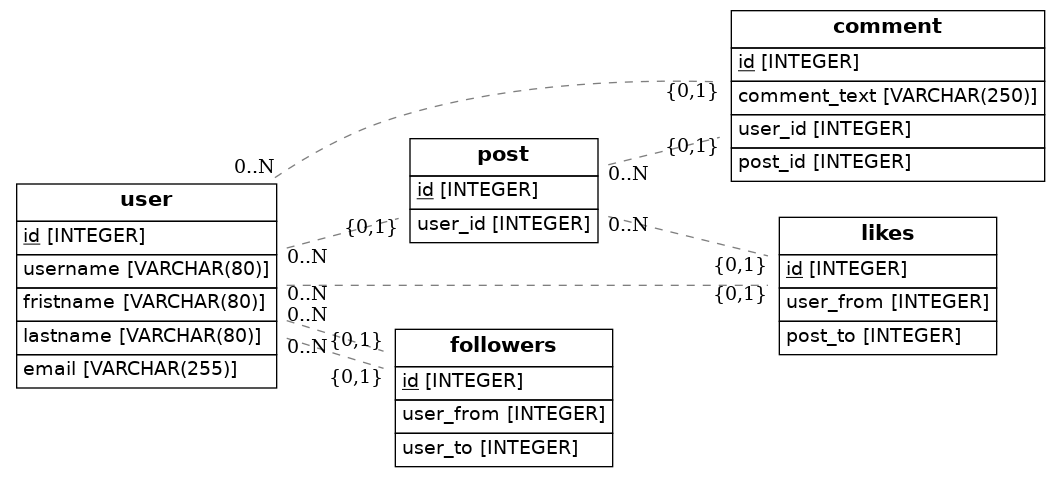 comment
id [INTEGER]
comment_text [VARCHAR(250)]
user_id [INTEGER]
post_id [INTEGER]
{0,1}
0..N
{0,1}
0..N
post
id [INTEGER]
user_id [INTEGER]
{0,1}
0..N
0..N
{0,1}
likes
id [INTEGER]
user_from [INTEGER]
post_to [INTEGER]
user
id [INTEGER]
username [VARCHAR(80)]
fristname [VARCHAR(80)]
lastname [VARCHAR(80)]
email [VARCHAR(255)]
0..N
{0,1}
0..N
{0,1}
0..N
{0,1}
followers
id [INTEGER]
user_from [INTEGER]
user_to [INTEGER]